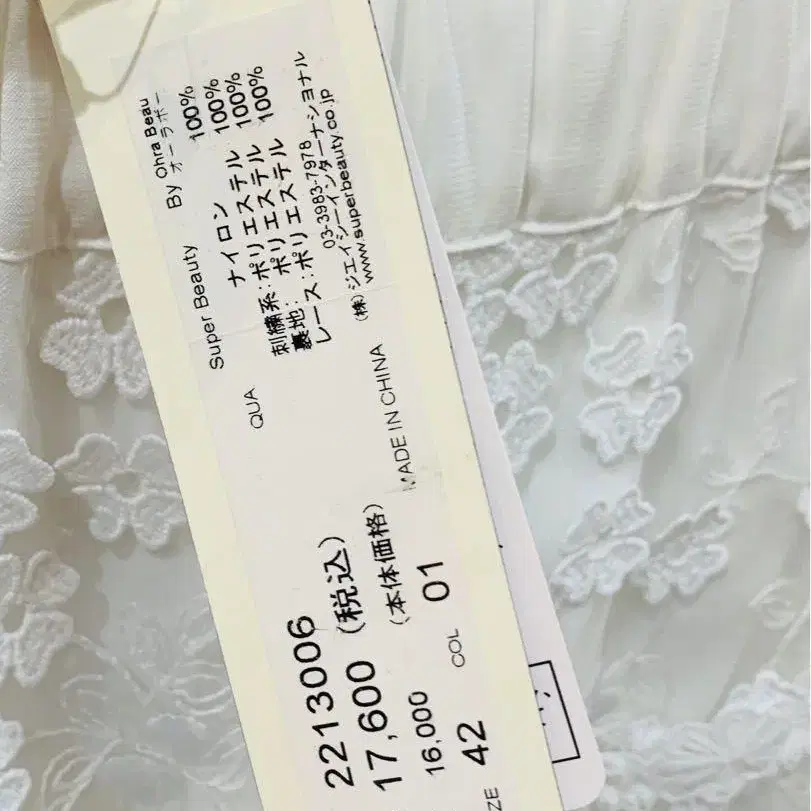 Super Beauty By Ohra Beau
オーラボー
QUA
ナイロン 100%
刺繍糸:ポリエステル 100%
裏地: ポリエステル 100%
レース:ポリエステル 100%
03-3983-7978
(株)ジェイシーインターナショナル
www.superbeauty.co.jp
MADE IN CHINA
2213006
17,600 (税込)
16,000 (本体価格)
42 COL 01